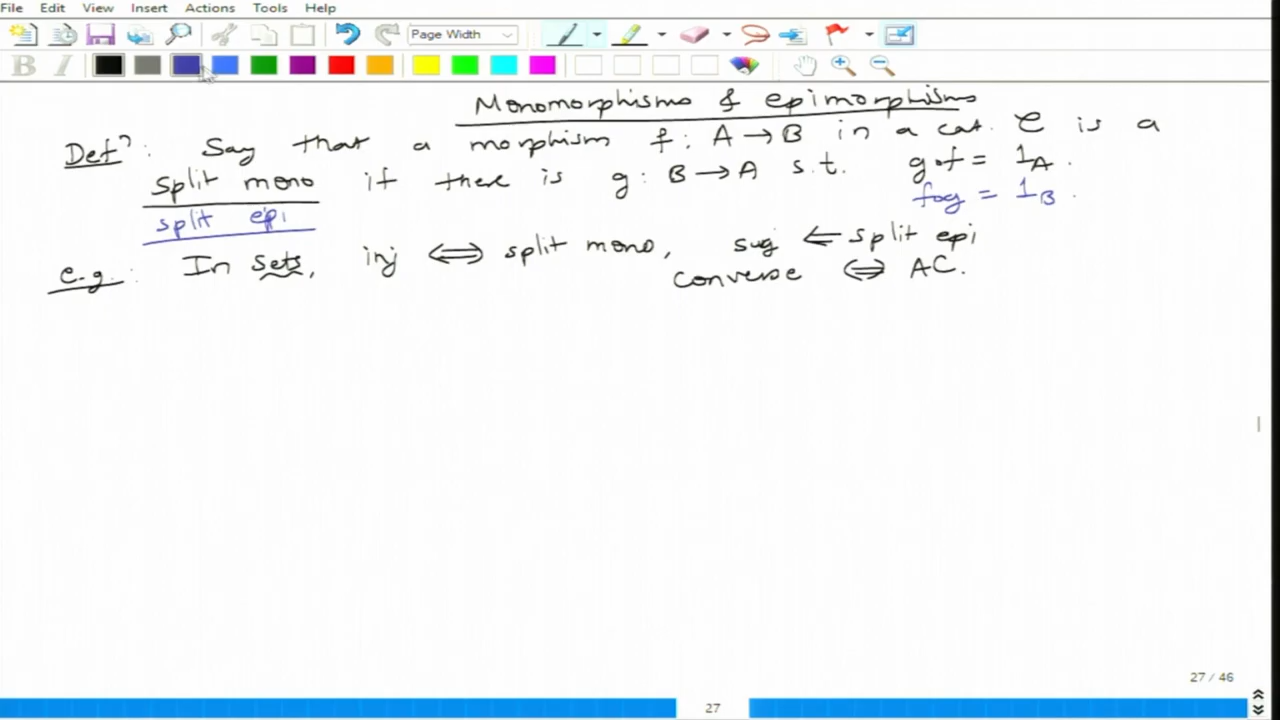 File Edit View Insert Actions Tools Help
Page Width
B I
Monomorphisms & epimorphisms
Defⁿ: Say that a morphism f: A → B in a cat. C is a
split mono if there is g: B → A s.t. g∘f = 1_A.
split epi f∘g = 1_B.
e.g.: In Sets, inj ⟺ split mono, surj ⟸ split epi
converse ⟺ AC.
27 / 46
27